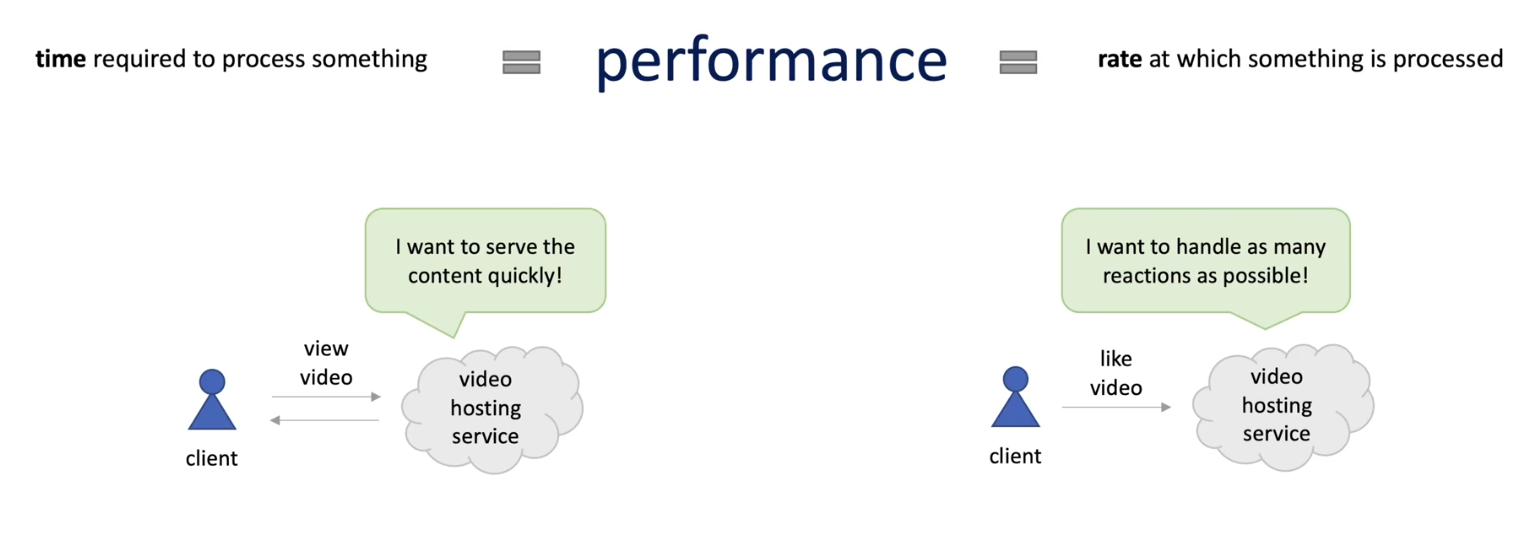 time required to process something = performance = rate at which something is processed
I want to serve the
content quickly!
view
video
video
hosting
service
client
I want to handle as many
reactions as possible!
like
video
video
hosting
service
client